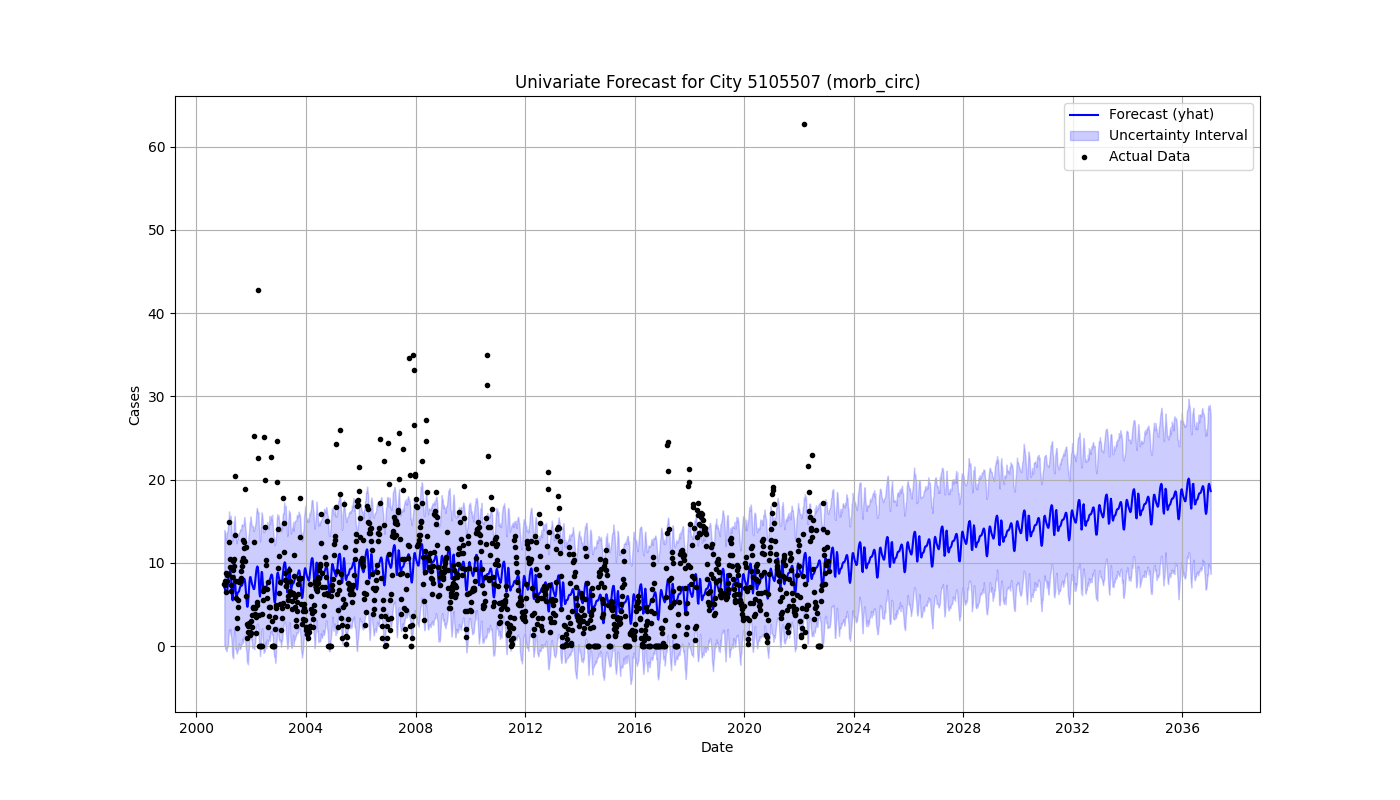 Univariate Forecast for City 5105507 (morb_circ)
Forecast (yhat)
Uncertainty Interval
Actual Data
Cases
60
50
40
30
20
10
0
2000 2004 2008 2012 2016 2020 2024 2028 2032 2036
Date